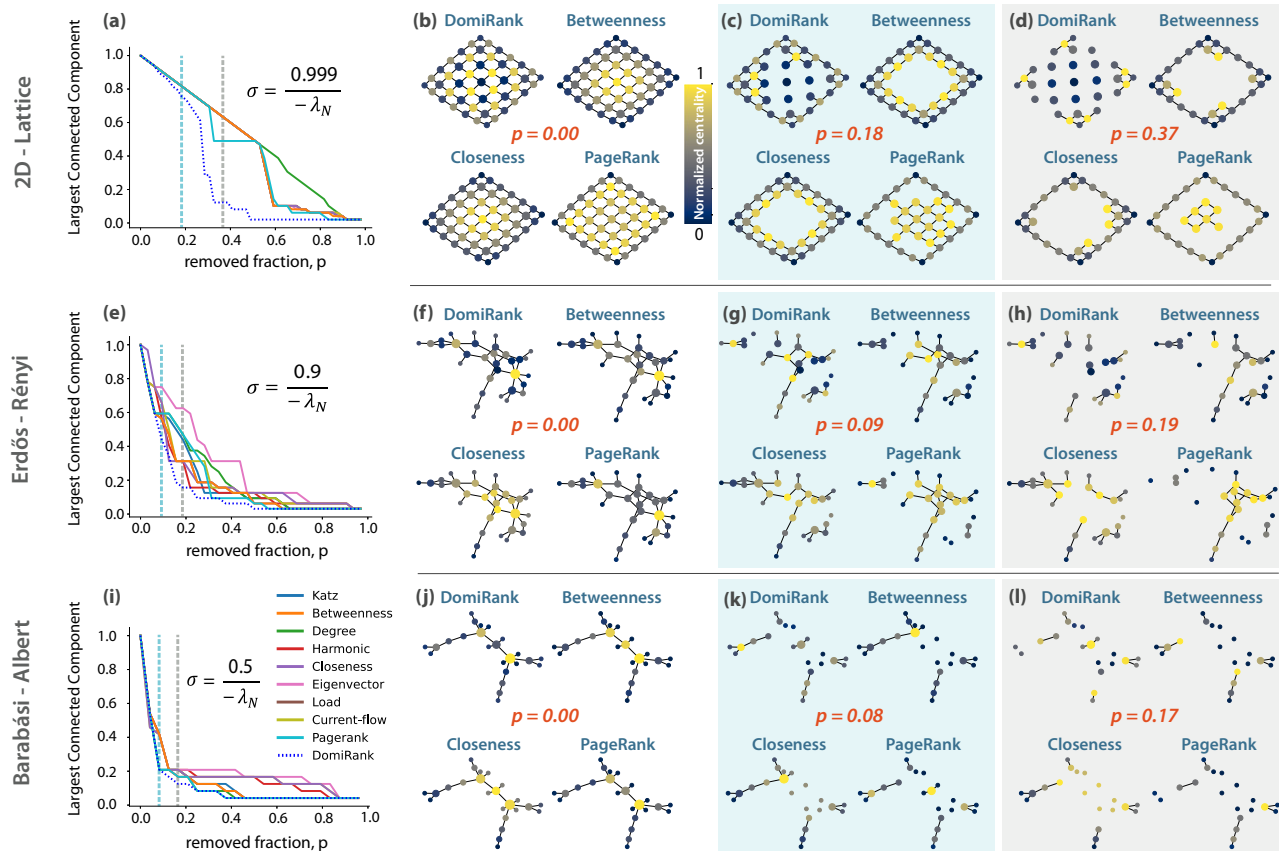 2D - Lattice
(a)
Largest Connected Component
1.0
0.8
0.6
0.4
0.2
0.0
σ = 0.999 / −λN
0.0 0.2 0.4 0.6 0.8 1.0
removed fraction, p
(b) DomiRank Betweenness
p = 0.00
Closeness PageRank
1
Normalized centrality
0
(c) DomiRank Betweenness
p = 0.18
Closeness PageRank
(d) DomiRank Betweenness
p = 0.37
Closeness PageRank
Erdős - Rényi
(e)
Largest Connected Component
1.0
0.8
0.6
0.4
0.2
0.0
σ = 0.9 / −λN
0.0 0.2 0.4 0.6 0.8 1.0
removed fraction, p
(f) DomiRank Betweenness
p = 0.00
Closeness PageRank
(g) DomiRank Betweenness
p = 0.09
Closeness PageRank
(h) DomiRank Betweenness
p = 0.19
Closeness PageRank
Barabási - Albert
(i)
Largest Connected Component
1.0
0.8
0.6
0.4
0.2
0.0
σ = 0.5 / −λN
Katz
Betweenness
Degree
Harmonic
Closeness
Eigenvector
Load
Current-flow
Pagerank
DomiRank
0.0 0.2 0.4 0.6 0.8 1.0
removed fraction, p
(j) DomiRank Betweenness
p = 0.00
Closeness PageRank
(k) DomiRank Betweenness
p = 0.08
Closeness PageRank
(l) DomiRank Betweenness
p = 0.17
Closeness PageRank